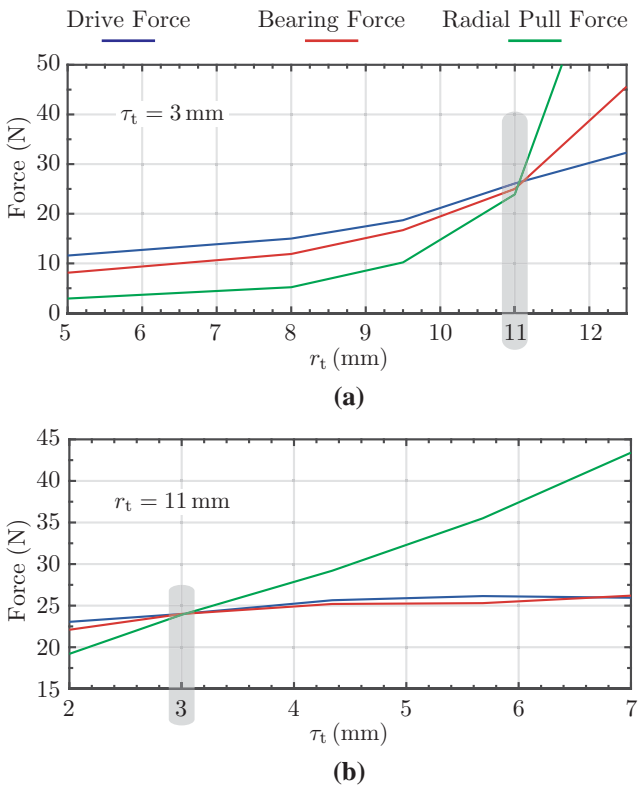 Drive Force Bearing Force Radial Pull Force
50
40
30
20
10
0
Force (N)
τt = 3 mm
5 6 7 8 9 10 11 12
rt (mm)
(a)
45
40
35
30
25
20
15
Force (N)
rt = 11 mm
2 3 4 5 6 7
τt (mm)
(b)